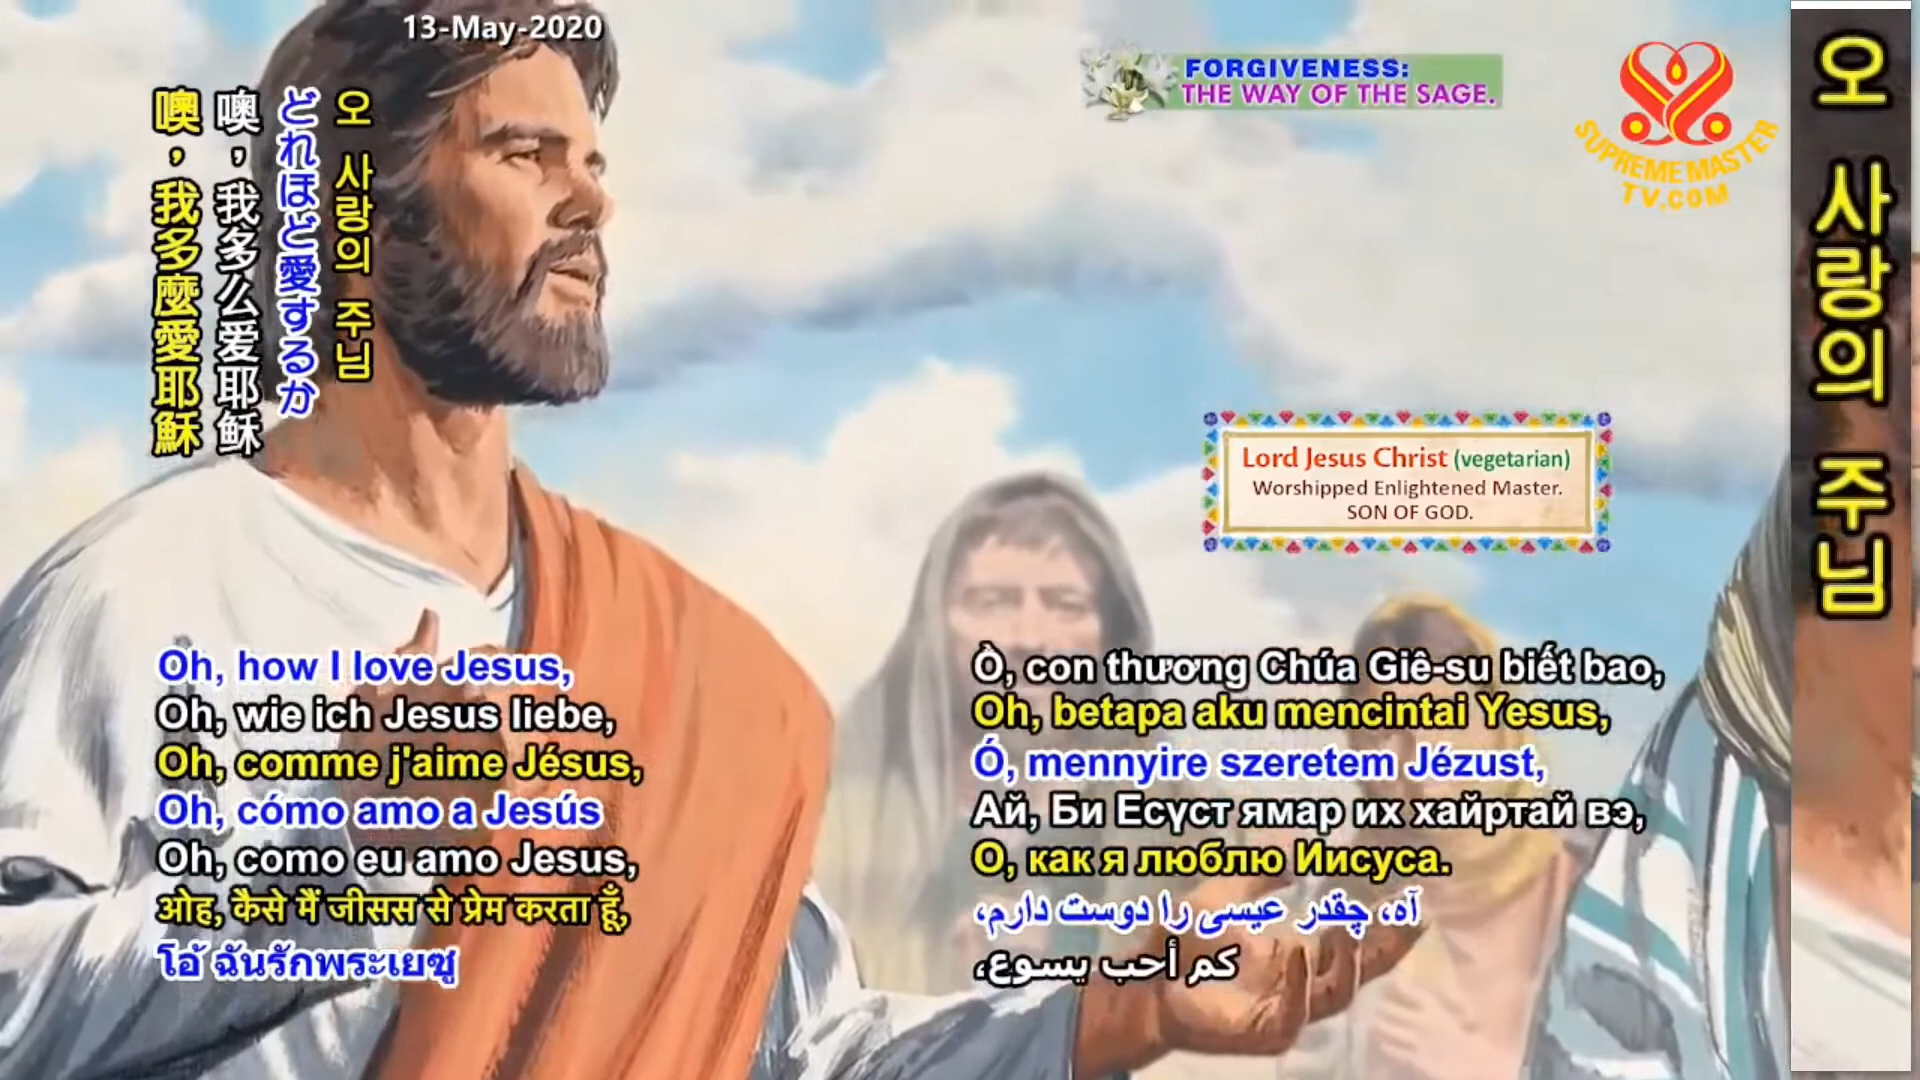 13-May-2020
FORGIVENESS:
THE WAY OF THE SAGE.
SUPREME MASTER
TV.COM
噢，我多麼愛耶穌
噢，我多么爱耶稣
どれほど愛するか
오 사랑의 주님
오 사랑의 주님
Lord Jesus Christ (vegetarian)
Worshipped Enlightened Master.
SON OF GOD.
Oh, how I love Jesus,
Oh, wie ich Jesus liebe,
Oh, comme j'aime Jésus,
Oh, cómo amo a Jesús
Oh, como eu amo Jesus,
ओह, कैसे मैं जीसस से प्रेम करता हूँ,
โอ้ ฉันรักพระเยซู
Ồ, con thương Chúa Giê-su biết bao,
Oh, betapa aku mencintai Yesus,
Ó, mennyire szeretem Jézust,
Ай, Би Есүст ямар их хайртай вэ,
О, как я люблю Иисуса.
آه، چقدر عیسی را دوست دارم،
كم أحب يسوع،